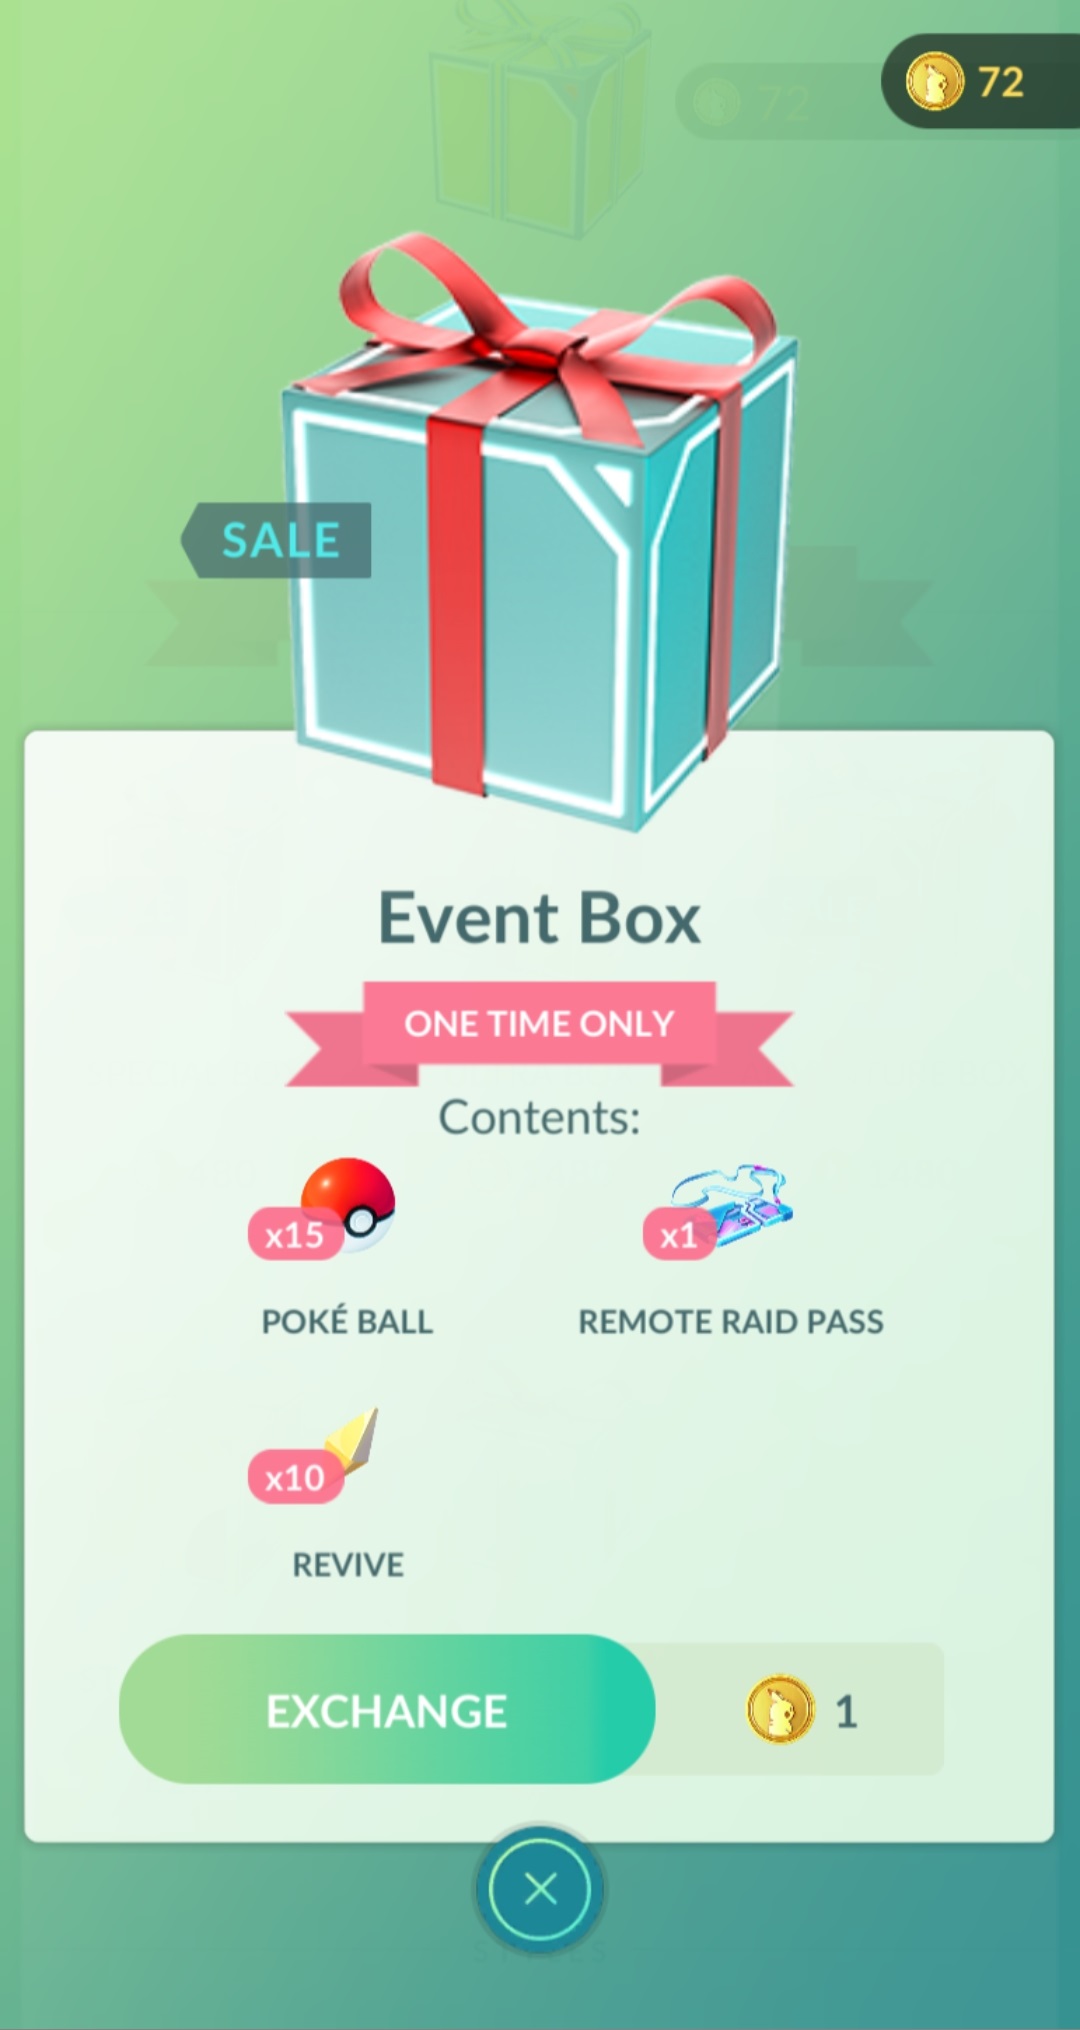 72
72
SALE
Event Box
ONE TIME ONLY
Contents:
x15
x1
POKÉ BALL
REMOTE RAID PASS
x10
REVIVE
EXCHANGE
1